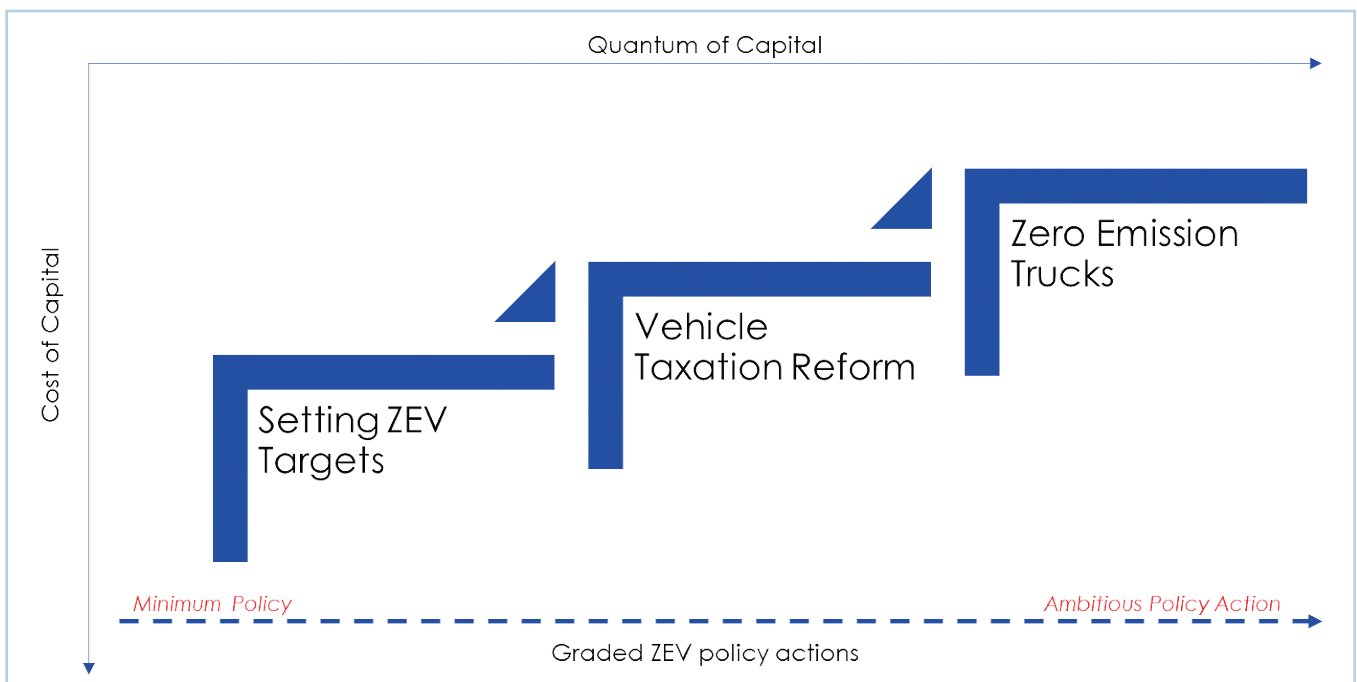 Quantum of Capital
Cost of Capital
Zero Emission
Trucks
Vehicle
Taxation Reform
Setting ZEV
Targets
Minimum Policy
Ambitious Policy Action
Graded ZEV policy actions